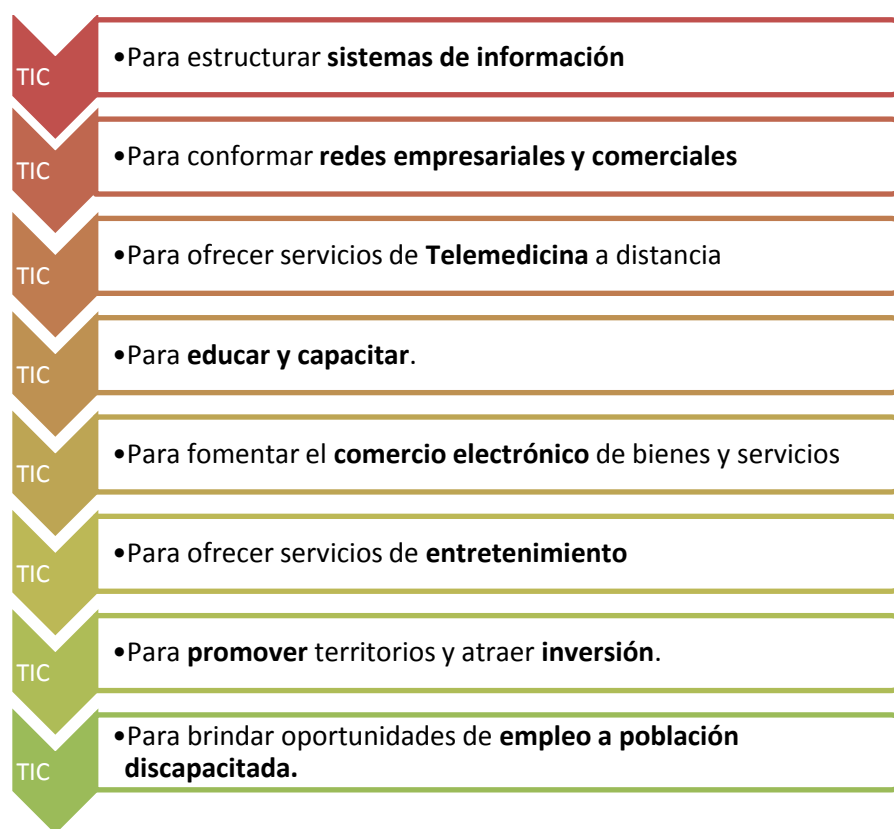 TIC
•Para estructurar sistemas de información
TIC
•Para conformar redes empresariales y comerciales
TIC
•Para ofrecer servicios de Telemedicina a distancia
TIC
•Para educar y capacitar.
TIC
•Para fomentar el comercio electrónico de bienes y servicios
TIC
•Para ofrecer servicios de entretenimiento
TIC
•Para promover territorios y atraer inversión.
TIC
•Para brindar oportunidades de empleo a población
discapacitada.